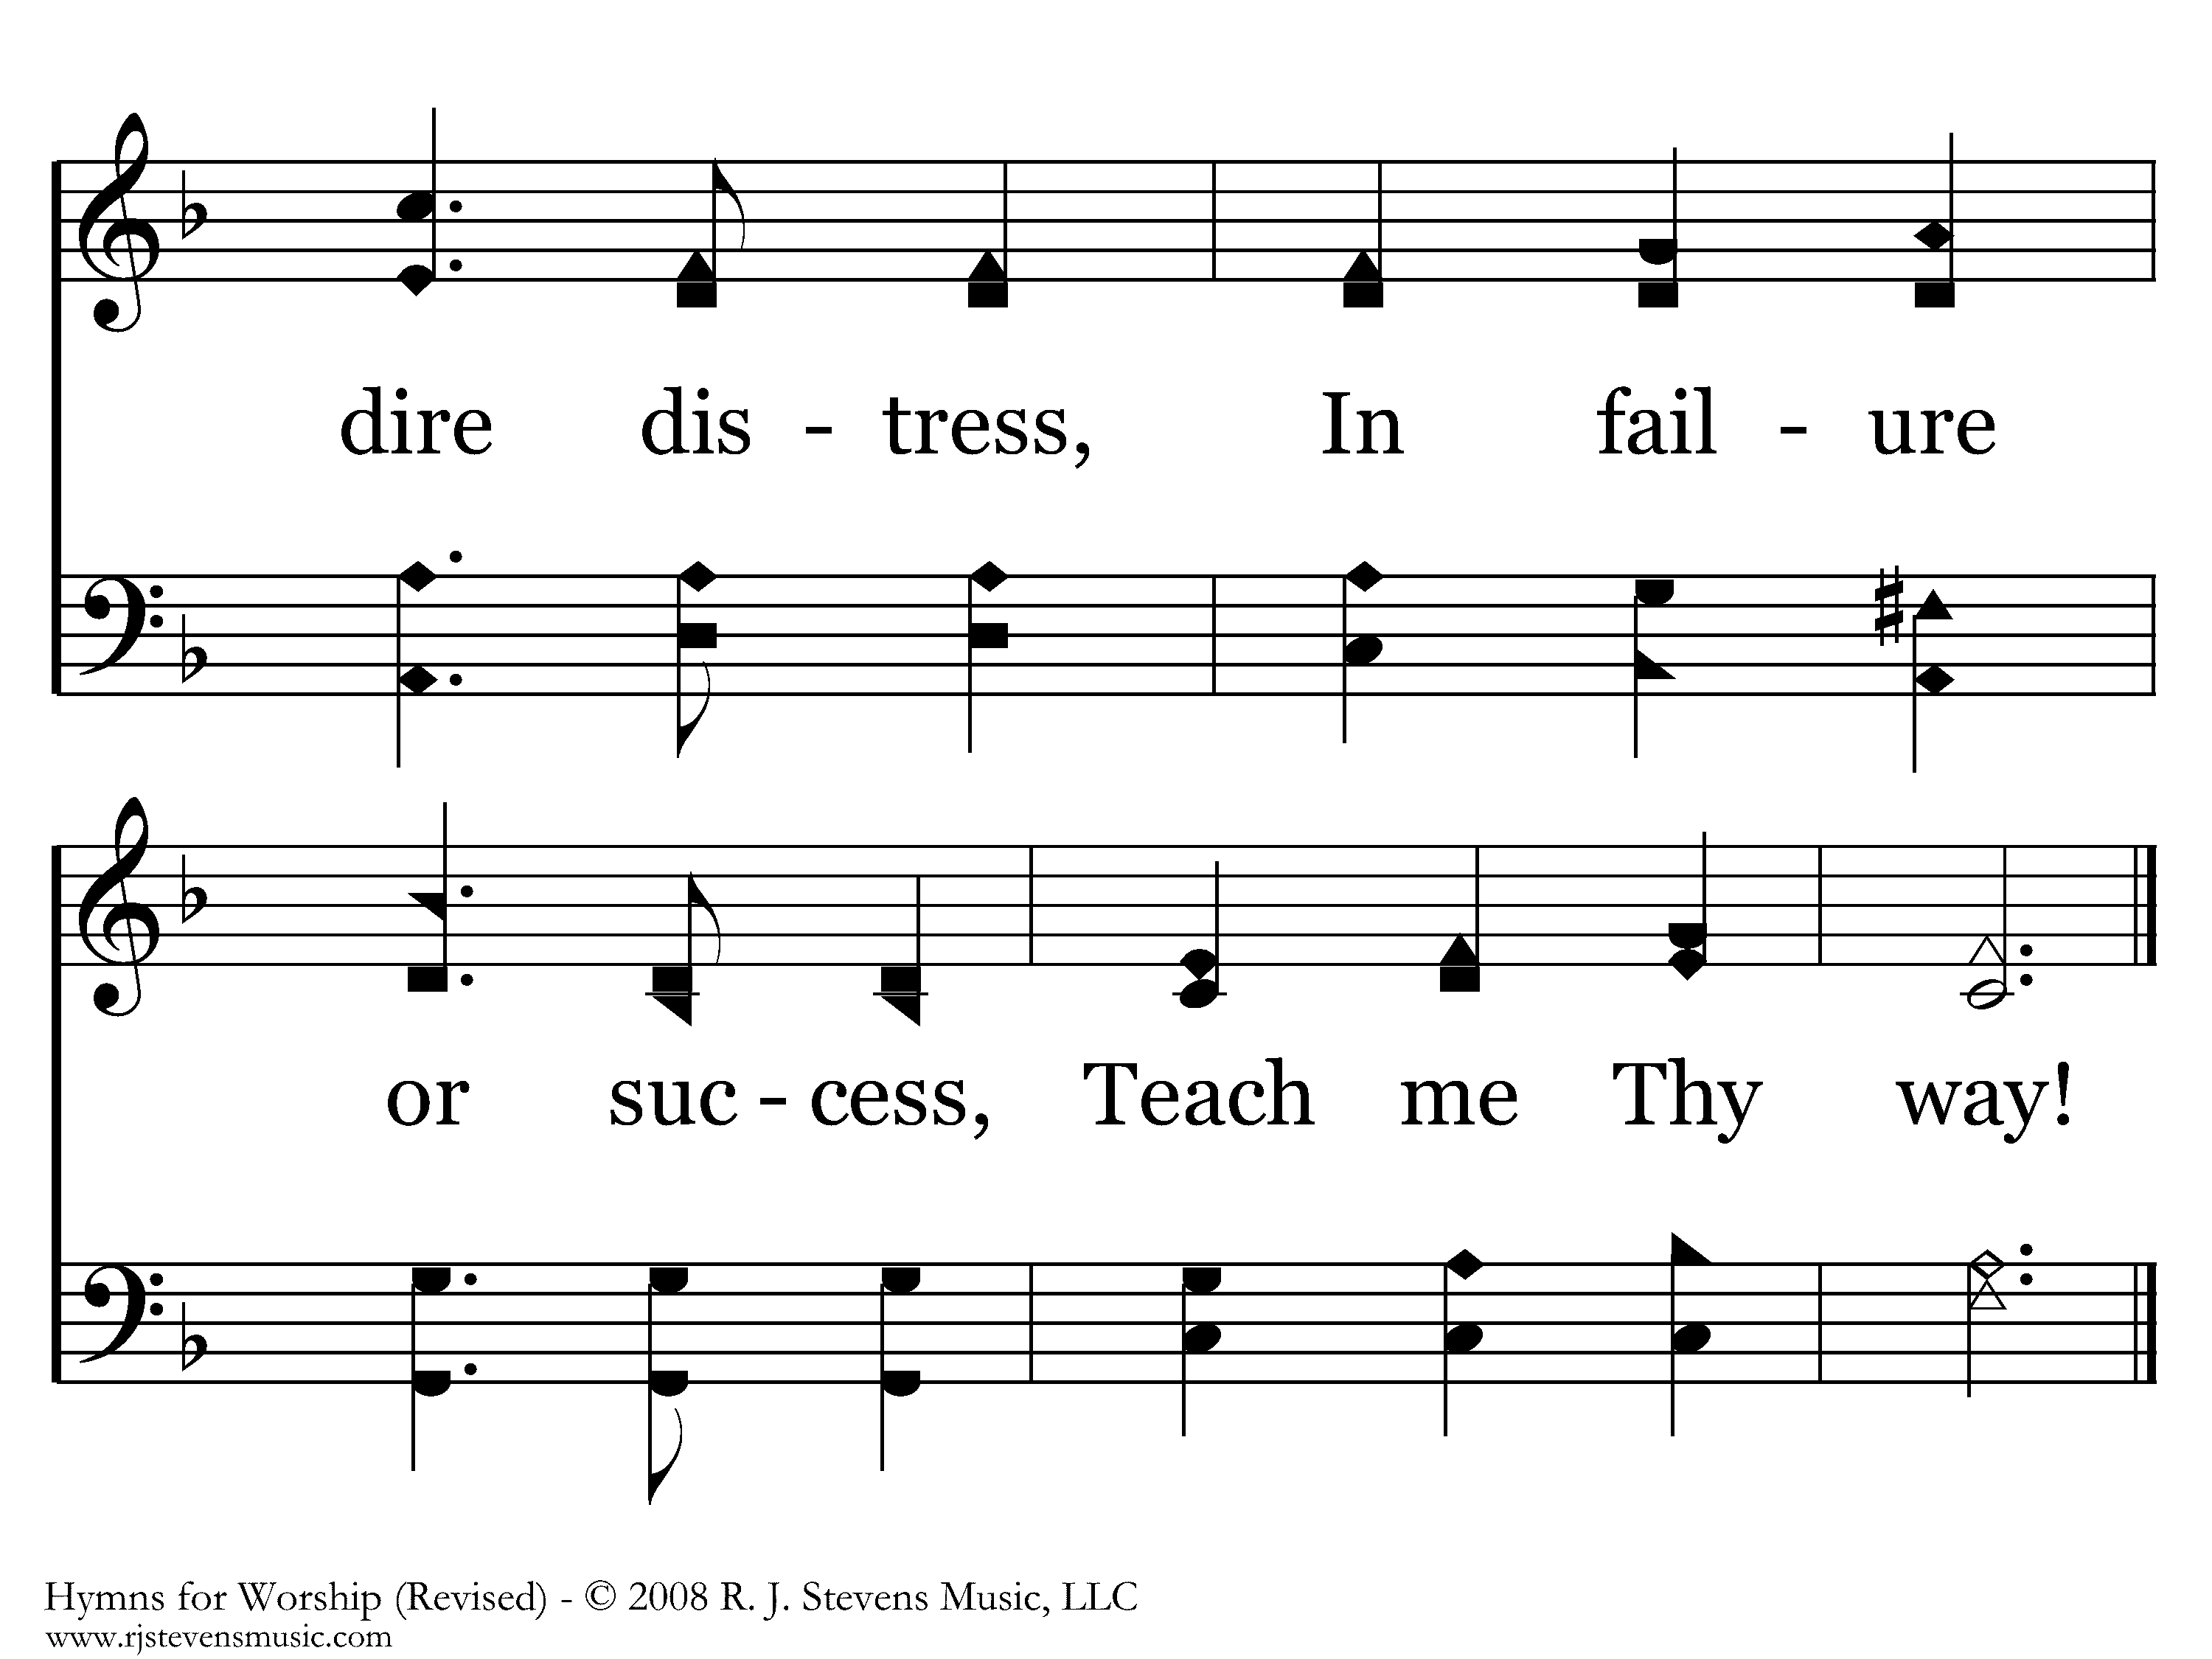 dire dis - tress, In fail - ure
or suc - cess, Teach me Thy way!
Hymns for Worship (Revised) - © 2008 R. J. Stevens Music, LLC
www.rjstevensmusic.com